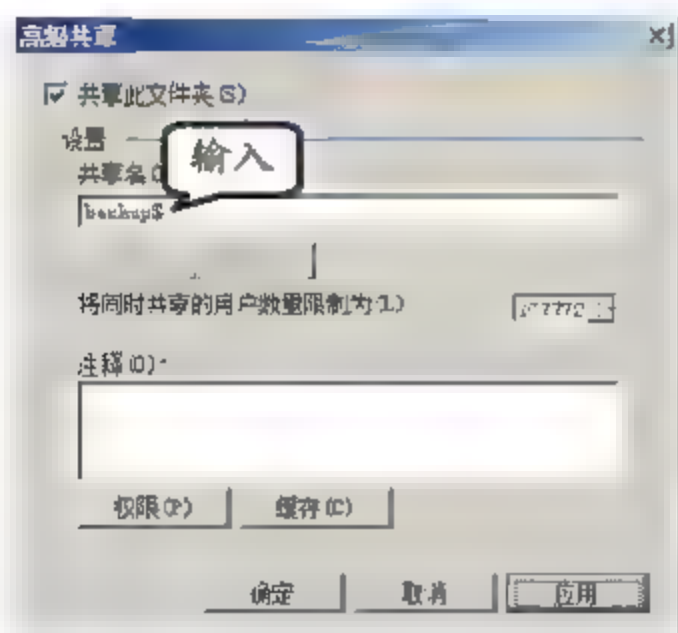 高级共享
共享此文件夹(S)
设置
输入
共享名
backup$
将同时共享的用户数量限制为(L)
注释(O):
权限(P) 缓存(C)
确定 取消 应用